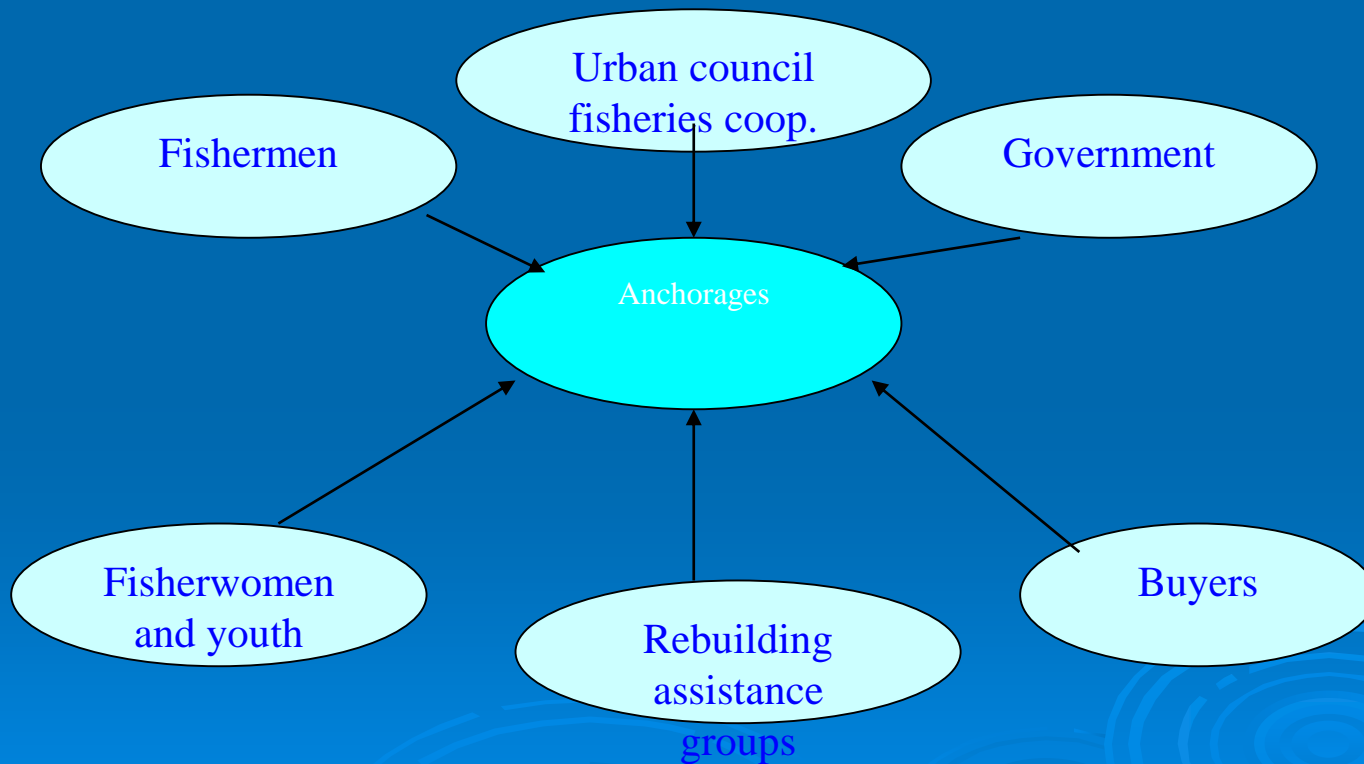 Urban council
fisheries coop.
Fishermen
Government
Anchorages
Fisherwomen
and youth
Rebuilding
assistance
groups
Buyers